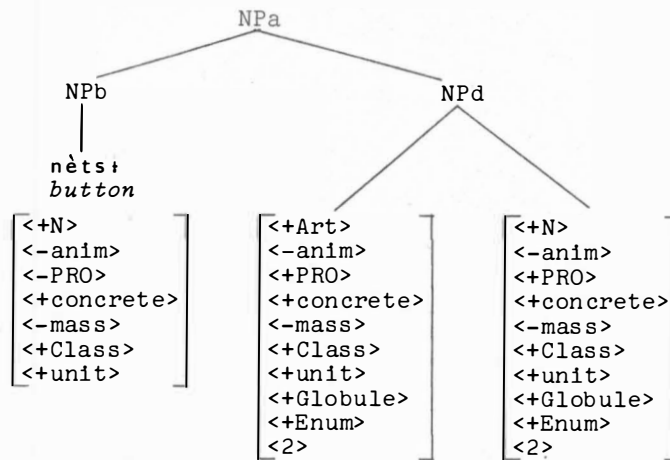 NPa
NPb NPd
nètsɨ
button
<+N> <+Art> <+N>
<-anim> <-anim> <-anim>
<-PRO> <+PRO> <+PRO>
<+concrete> <+concrete> <+concrete>
<-mass> <-mass> <-mass>
<+Class> <+Class> <+Class>
<+unit> <+unit> <+unit>
<+Globule> <+Globule>
<+Enum> <+Enum>
<2> <2>